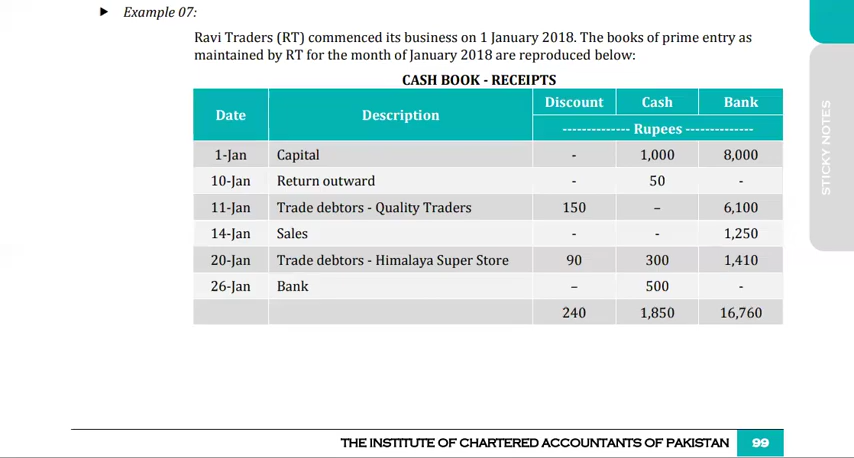 Example 07:
Ravi Traders (RT) commenced its business on 1 January 2018. The books of prime entry as
maintained by RT for the month of January 2018 are reproduced below:
CASH BOOK - RECEIPTS
Date Description Discount Cash Bank
-------------- Rupees --------------
1-Jan Capital - 1,000 8,000
10-Jan Return outward - 50 -
11-Jan Trade debtors - Quality Traders 150 – 6,100
14-Jan Sales - - 1,250
20-Jan Trade debtors - Himalaya Super Store 90 300 1,410
26-Jan Bank – 500 -
240 1,850 16,760
STICKY NOTES
THE INSTITUTE OF CHARTERED ACCOUNTANTS OF PAKISTAN 99